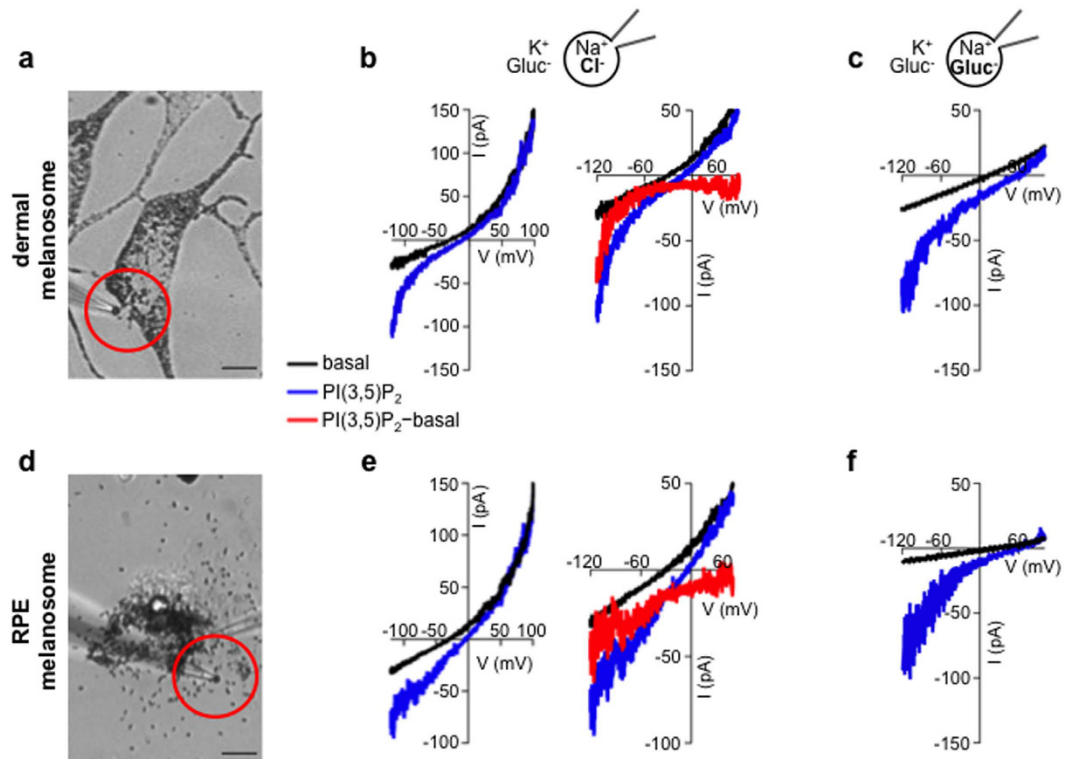 a
dermal
melanosome
b
K⁺
Gluc⁻
Na⁺
Cl⁻
150
100
50
-50
-100
-150
I (pA)
-100
-50
50
100
V (mV)
50
-120
-60
60
V (mV)
-50
-100
-150
I (pA)
c
K⁺
Gluc⁻
Na⁺
Gluc⁻
50
-120
-60
60
V (mV)
-50
-100
-150
I (pA)
basal
PI(3,5)P₂
PI(3,5)P₂−basal
d
RPE
melanosome
e
150
100
50
-50
-100
I (pA)
-100
-50
50
100
V (mV)
50
I (pA)
-120
-60
60
V (mV)
-50
-100
I (pA)
f
50
-120
-60
60
V (mV)
-50
-100
-150
I (pA)